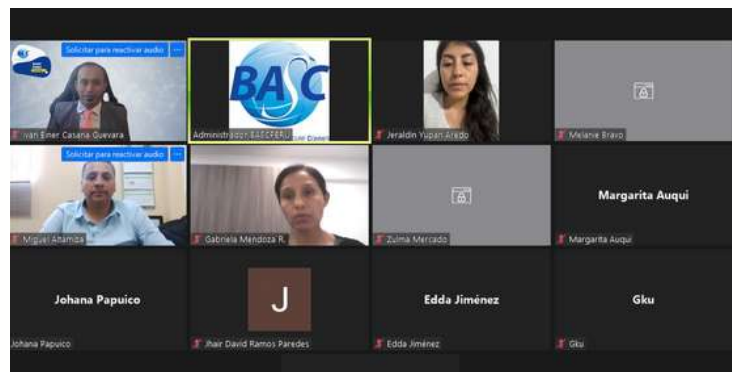 BASC
Solicitar para reactivar audio
Ivan Einer Casana Guevara
BASC
Administrador BASCPERU
Jeraldin Yupan Aredo
Melanie Bravo
Solicitar para reactivar audio
Miguel Altamiza
Gabriela Mendoza R.
Zulma Mercado
Margarita Auqui
Margarita Auqui
Johana Papuico
Johana Papuico
J
Jhair David Ramos Paredes
Edda Jiménez
Edda Jiménez
Gku
Gku